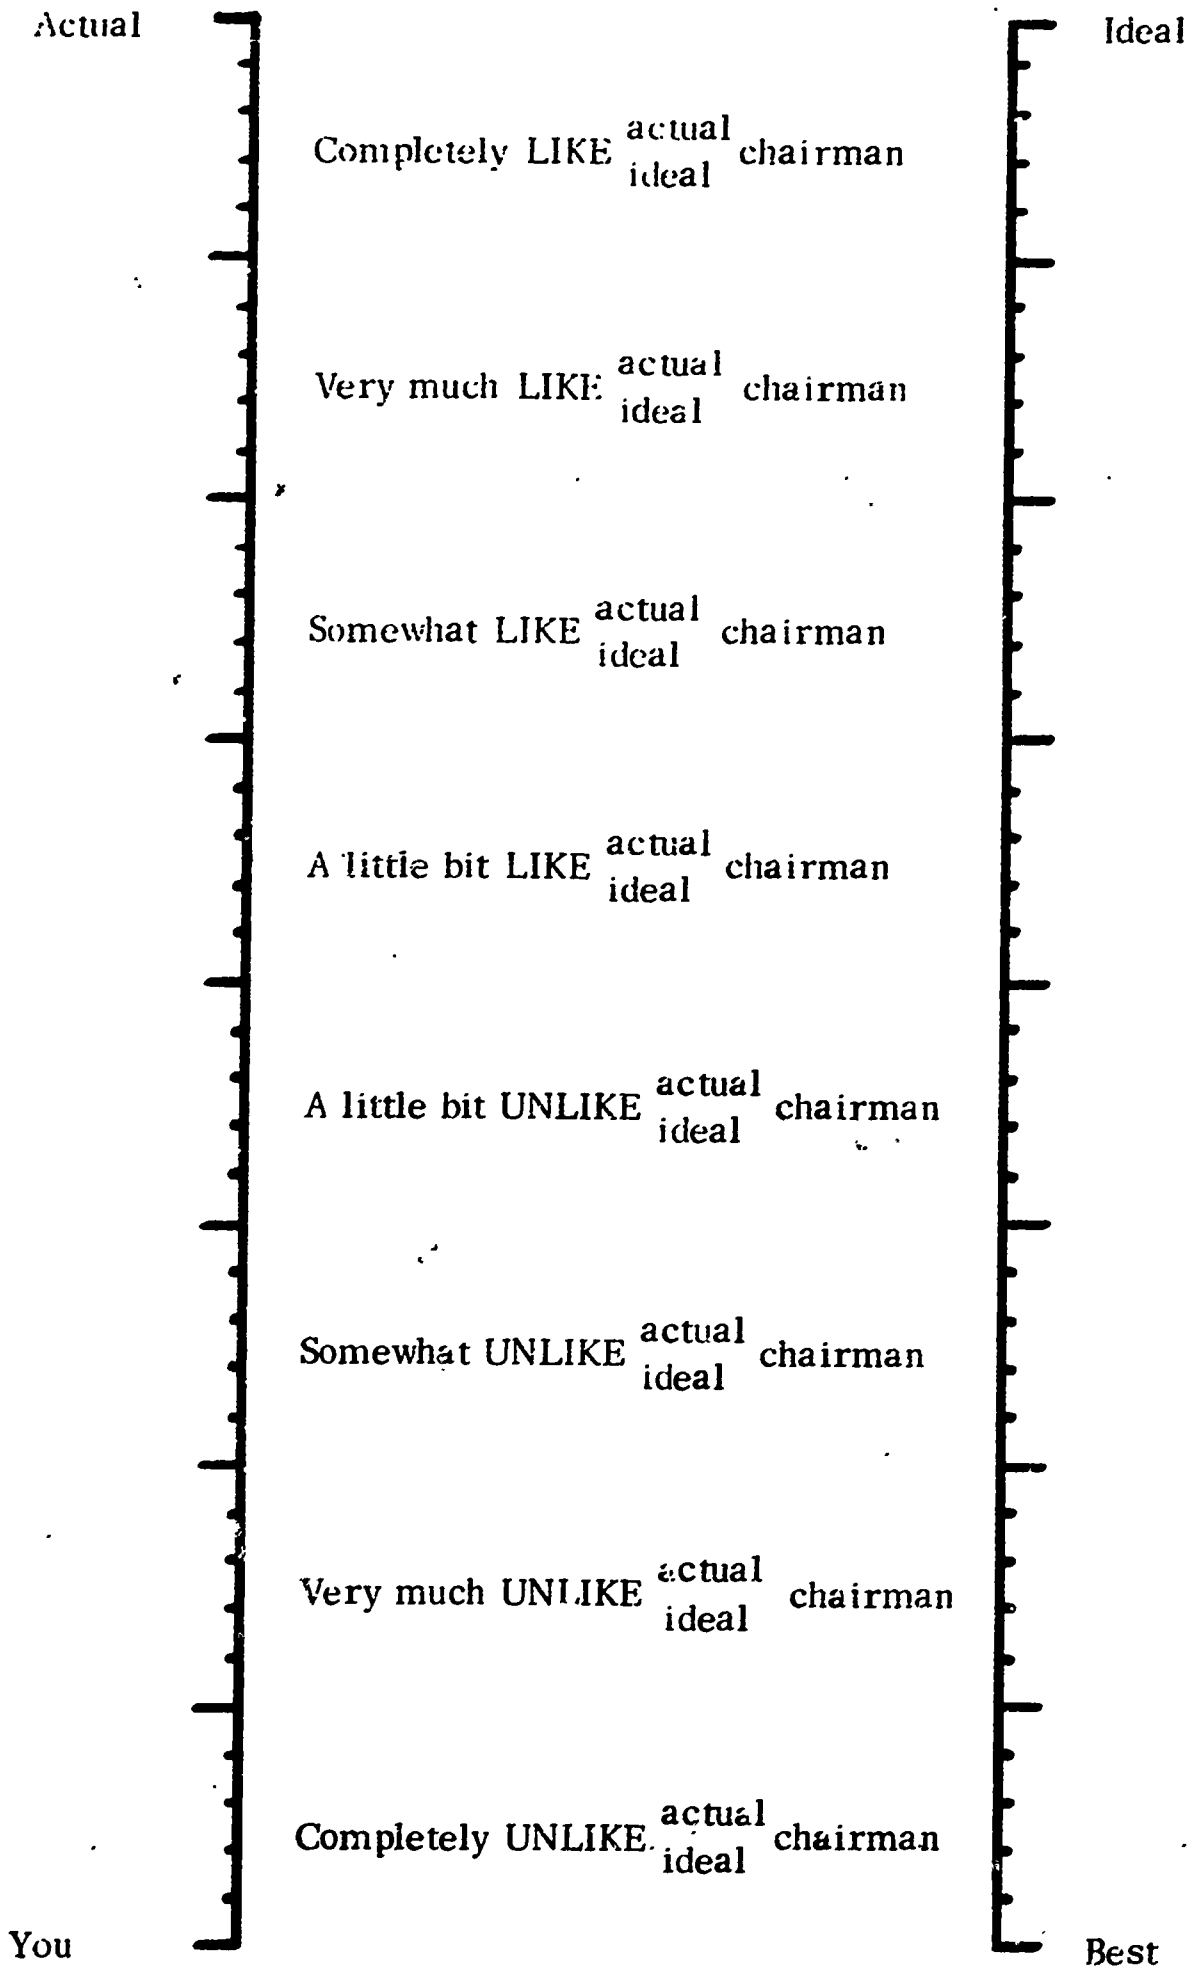 Actual Ideal
Completely LIKE actual ideal chairman
Very much LIKE actual ideal chairman
Somewhat LIKE actual ideal chairman
A little bit LIKE actual ideal chairman
A little bit UNLIKE actual ideal chairman
Somewhat UNLIKE actual ideal chairman
Very much UNLIKE actual ideal chairman
Completely UNLIKE actual ideal chairman
You Best